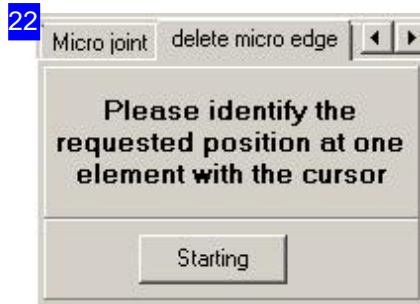 22
Micro joint delete micro edge
Please identify the
requested position at one
element with the cursor
Starting